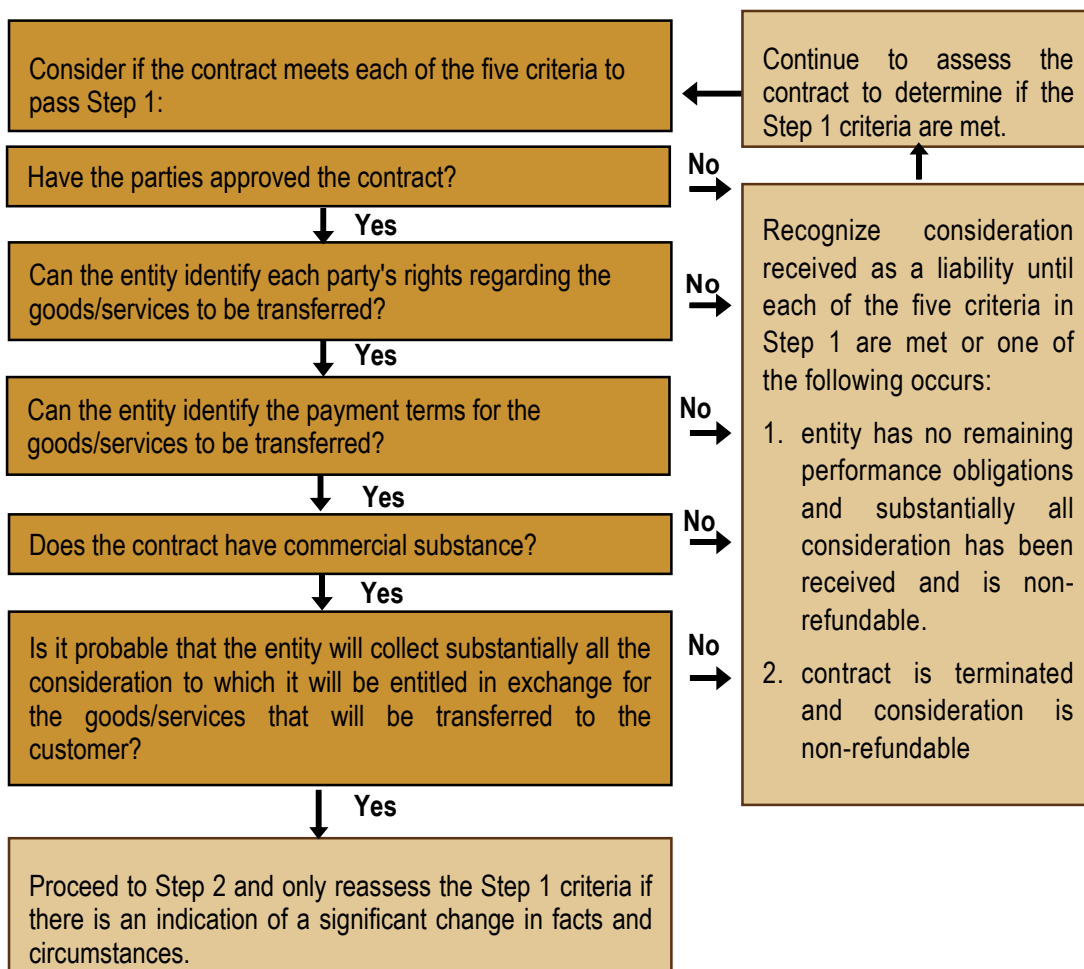 Consider if the contract meets each of the five criteria to
pass Step 1:
Continue to assess the
contract to determine if the
Step 1 criteria are met.
Have the parties approved the contract?
No
Yes
Can the entity identify each party's rights regarding the
goods/services to be transferred?
No
Yes
Can the entity identify the payment terms for the
goods/services to be transferred?
No
Yes
Does the contract have commercial substance?
No
Yes
Is it probable that the entity will collect substantially all the
consideration to which it will be entitled in exchange for
the goods/services that will be transferred to the
customer?
No
Yes
Recognize consideration
received as a liability until
each of the five criteria in
Step 1 are met or one of
the following occurs:
1. entity has no remaining
performance obligations
and substantially all
consideration has been
received and is non-
refundable.
2. contract is terminated
and consideration is
non-refundable
Proceed to Step 2 and only reassess the Step 1 criteria if
there is an indication of a significant change in facts and
circumstances.